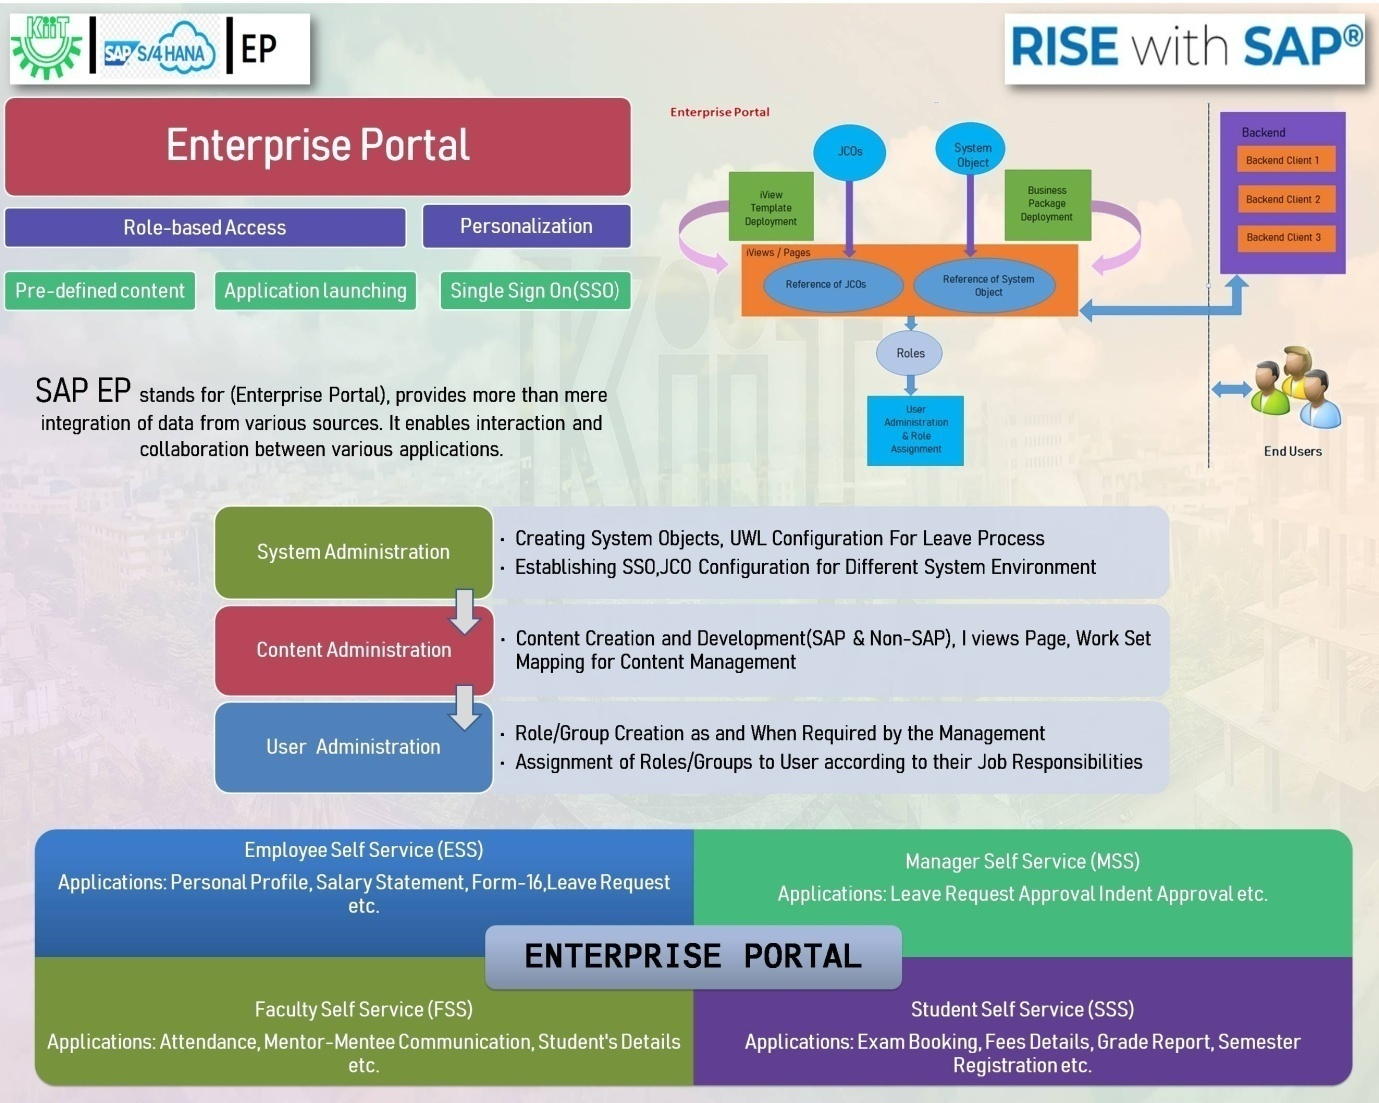 KiiT
SAP S/4HANA
EP
RISE with SAP®
Enterprise Portal
Role-based Access
Personalization
Pre-defined content
Application launching
Single Sign On(SSO)
SAP EP stands for (Enterprise Portal), provides more than mere
integration of data from various sources. It enables interaction and
collaboration between various applications.
Enterprise Portal
JCOs
System
Object
iView
Template
Deployment
Business
Package
Deployment
iViews / Pages
Reference of JCOs
Reference of System
Object
Roles
User
Administration
& Role
Assignment
Backend
Backend Client 1
Backend Client 2
Backend Client 3
End Users
System Administration
· Creating System Objects, UWL Configuration For Leave Process
· Establishing SSO,JCO Configuration for Different System Environment
Content Administration
· Content Creation and Development(SAP & Non-SAP), I views Page, Work Set
Mapping for Content Management
User Administration
· Role/Group Creation as and When Required by the Management
· Assignment of Roles/Groups to User according to their Job Responsibilities
Employee Self Service (ESS)
Applications: Personal Profile, Salary Statement, Form-16,Leave Request
etc.
Manager Self Service (MSS)
Applications: Leave Request Approval Indent Approval etc.
ENTERPRISE PORTAL
Faculty Self Service (FSS)
Applications: Attendance, Mentor-Mentee Communication, Student's Details
etc.
Student Self Service (SSS)
Applications: Exam Booking, Fees Details, Grade Report, Semester
Registration etc.
KiiT